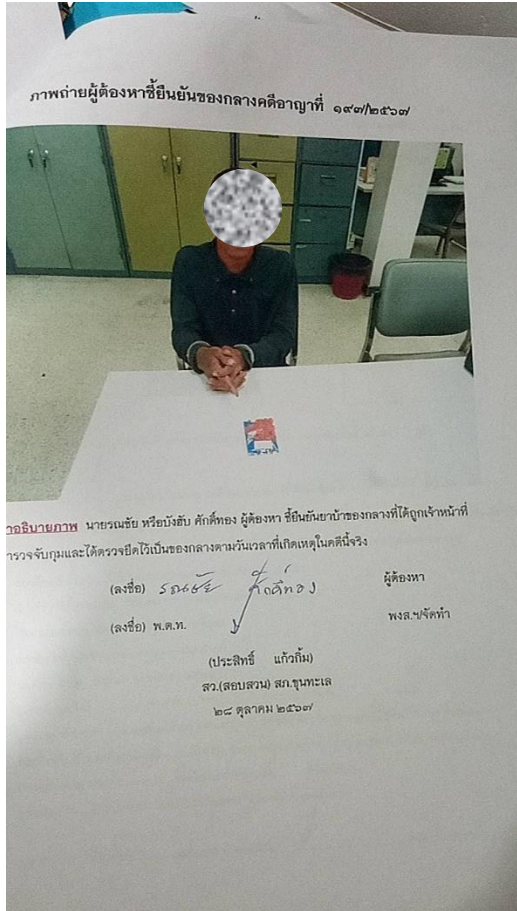 ภาพถ่ายผู้ต้องหาชี้ยืนยันของกลางคดีอาญาที่ ๑๙๗/๒๕๖๗
าอธิบายภาพ นายรณชัย หรือบังฮับ ศักดิ์ทอง ผู้ต้องหา ชี้ยืนยันยาบ้าของกลางที่ได้ถูกเจ้าหน้าที่
ารวจจับกุมและได้ตรวจยึดไว้เป็นของกลางตามวันเวลาที่เกิดเหตุในคดีนี้จริง
(ลงชื่อ) รณชัย ศักดิ์ทอง ผู้ต้องหา
(ลงชื่อ) พ.ต.ท. พงส.ฯ/จัดทำ
(ประสิทธิ์ แก้วกิ้ม)
สว.(สอบสวน) สภ.ขุนทะเล
๒๘ ตุลาคม ๒๕๖๗